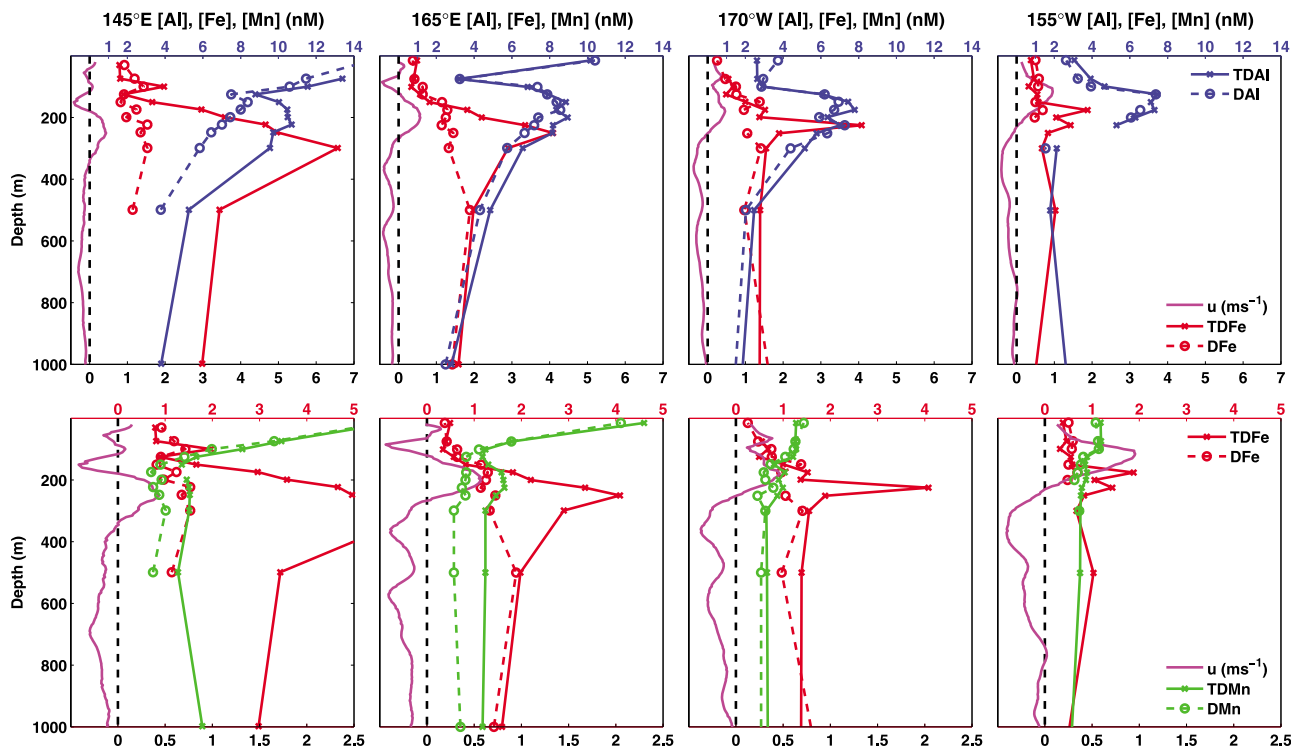 145°E [Al], [Fe], [Mn] (nM) 165°E [Al], [Fe], [Mn] (nM) 170°W [Al], [Fe], [Mn] (nM) 155°W [Al], [Fe], [Mn] (nM)
1 2 4 6 8 10 12 14 1 2 4 6 8 10 12 14 1 2 4 6 8 10 12 14 1 2 4 6 8 10 12 14
0
200
400
600
800
1000
Depth (m)
TDAl
DAl
u (ms⁻¹)
TDFe
DFe
0 1 2 3 4 5 6 7 0 1 2 3 4 5 6 7 0 1 2 3 4 5 6 7 0 1 2 3 4 5 6 7
0 1 2 3 4 5 0 1 2 3 4 5 0 1 2 3 4 5 0 1 2 3 4 5
0
200
400
600
800
1000
Depth (m)
TDFe
DFe
u (ms⁻¹)
TDMn
DMn
0 0.5 1 1.5 2 2.5 0 0.5 1 1.5 2 2.5 0 0.5 1 1.5 2 2.5 0 0.5 1 1.5 2 2.5